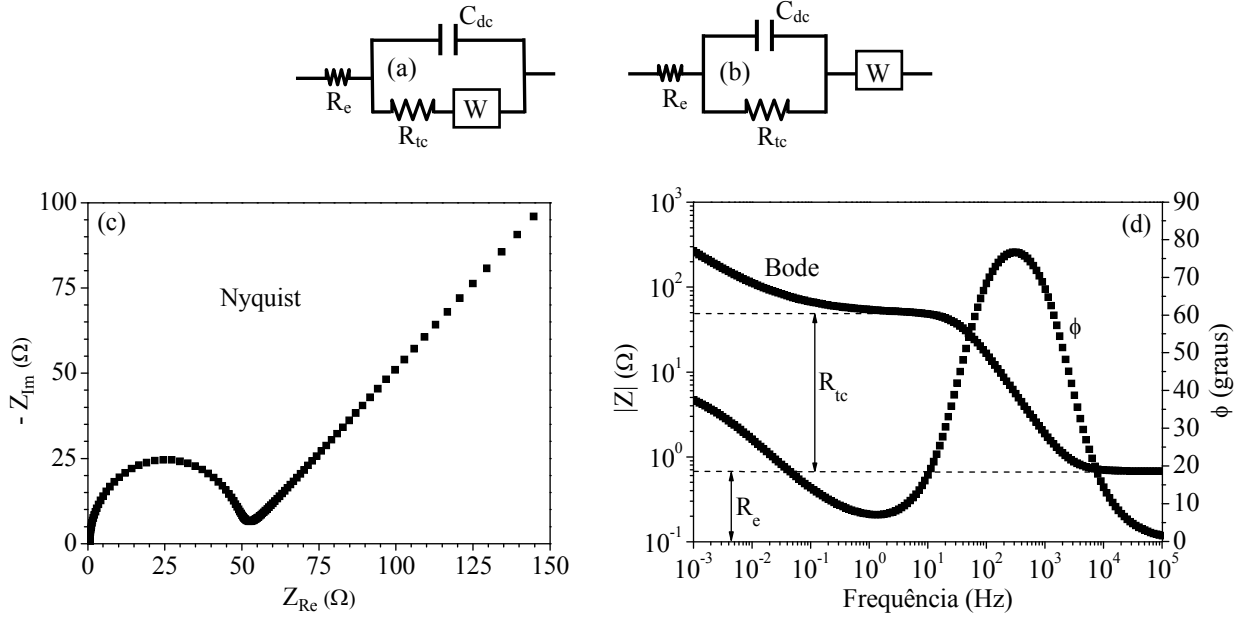 C_dc
(a)
R_e
R_tc
W
C_dc
(b)
R_e
R_tc
W
(c)
Nyquist
- Z_Im (Ω)
100
75
50
25
0
0 25 50 75 100 125 150
Z_Re (Ω)
(d)
Bode
ϕ
R_tc
R_e
|Z| (Ω)
10^3
10^2
10^1
10^0
10^-1
ϕ (graus)
90
80
70
60
50
40
30
20
10
0
10^-3 10^-2 10^-1 10^0 10^1 10^2 10^3 10^4 10^5
Frequência (Hz)